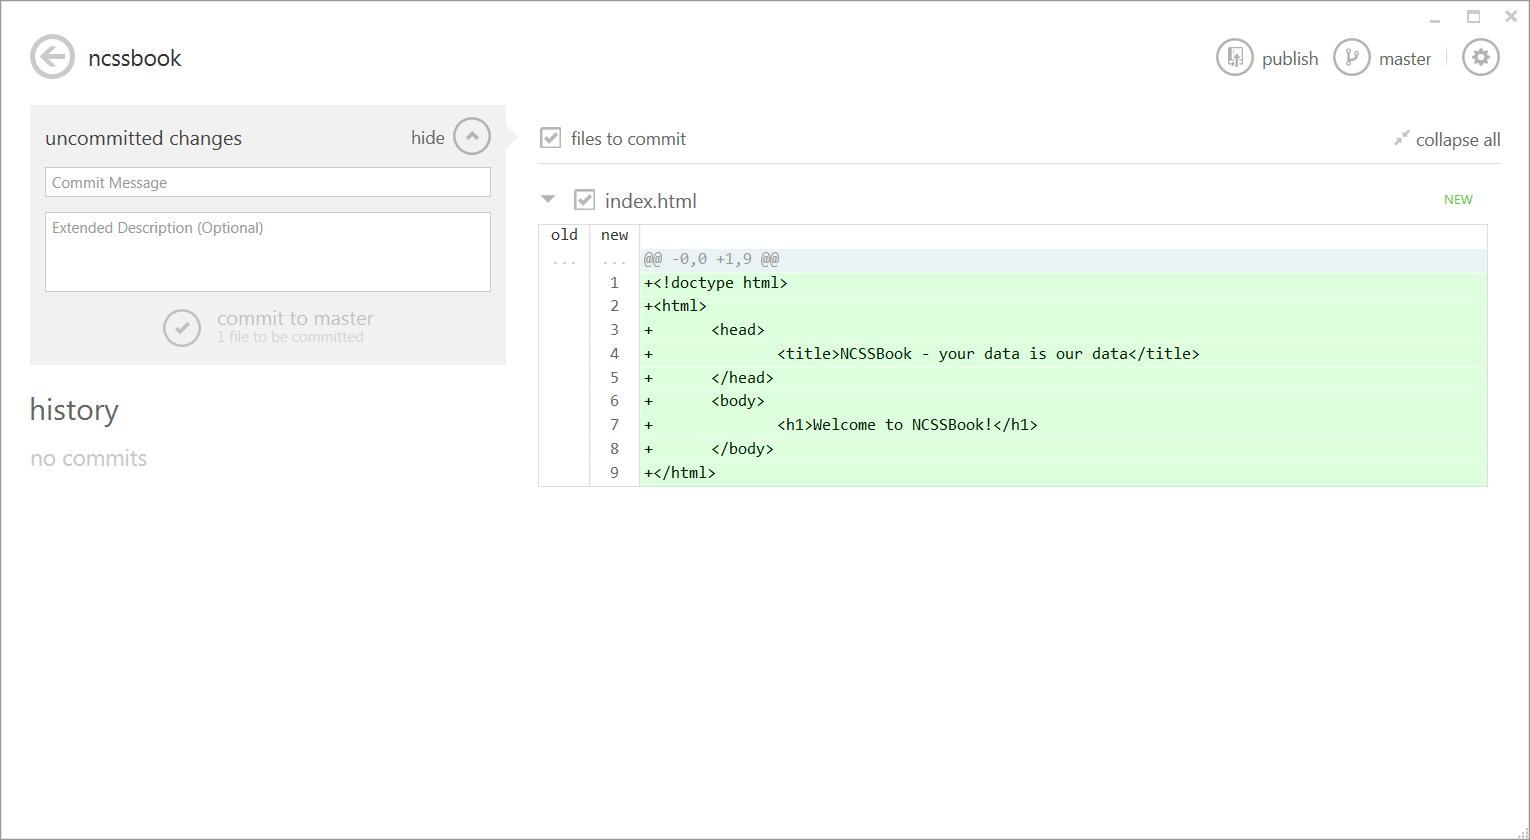 ncssbook
publish
master
uncommitted changes
hide
Commit Message
Extended Description (Optional)
commit to master
1 file to be committed
history
no commits
files to commit
collapse all
index.html
NEW
old new
... ... @@ -0,0 +1,9 @@
1 +<!doctype html>
2 +<html>
3 + <head>
4 + <title>NCSSBook - your data is our data</title>
5 + </head>
6 + <body>
7 + <h1>Welcome to NCSSBook!</h1>
8 + </body>
9 +</html>